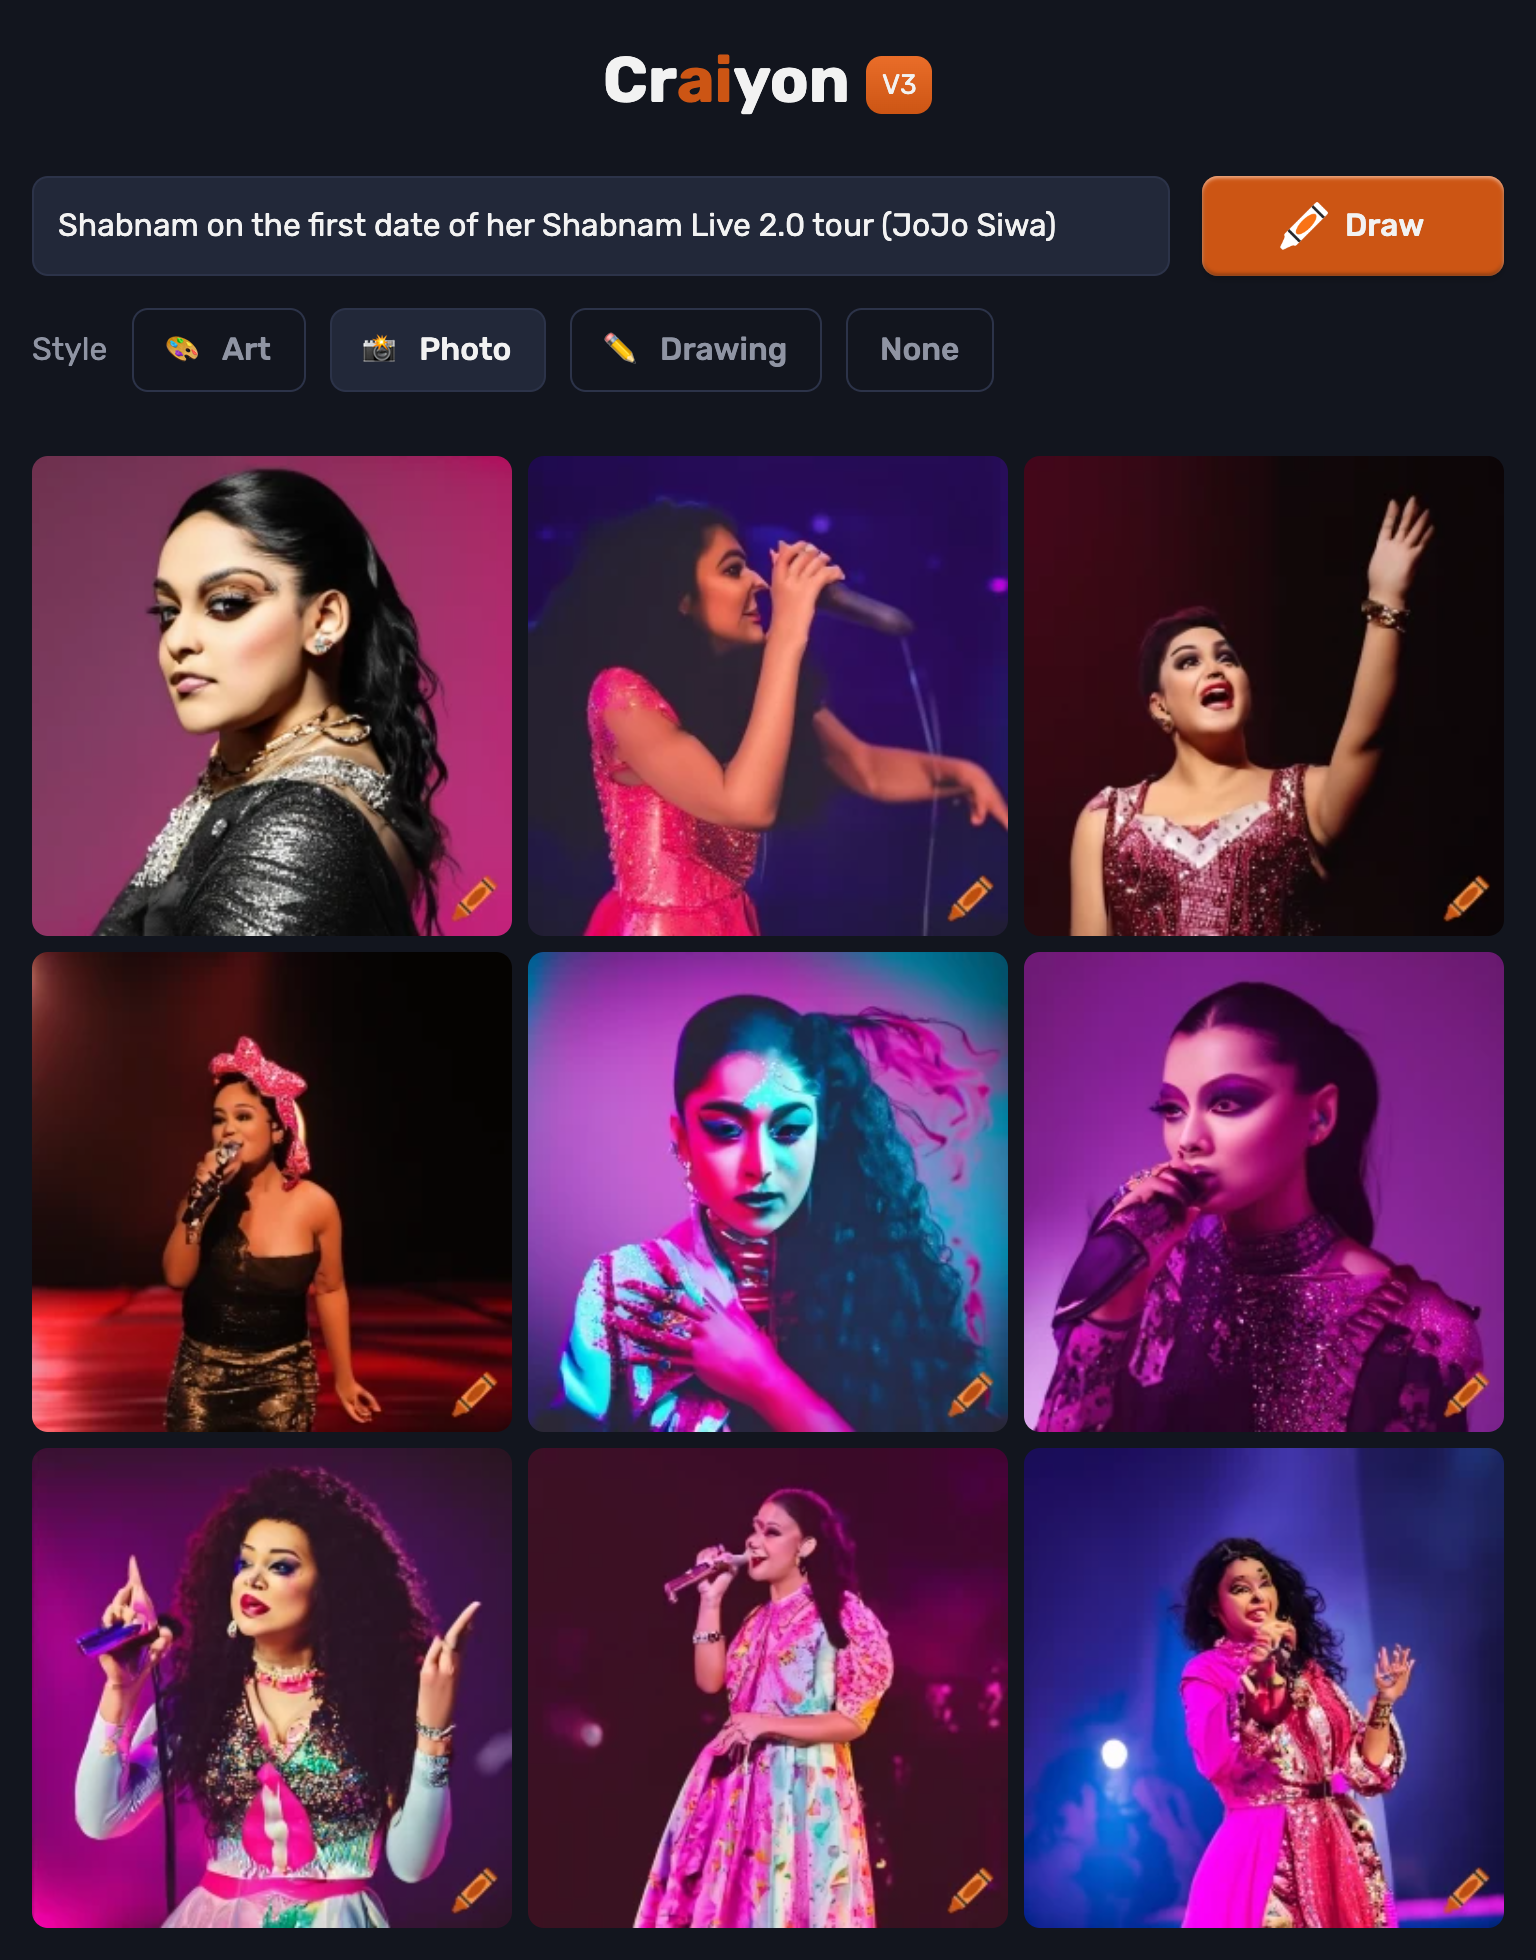 Craiyon V3
Shabnam on the first date of her Shabnam Live 2.0 tour (JoJo Siwa)
Draw
Style
Art
Photo
Drawing
None